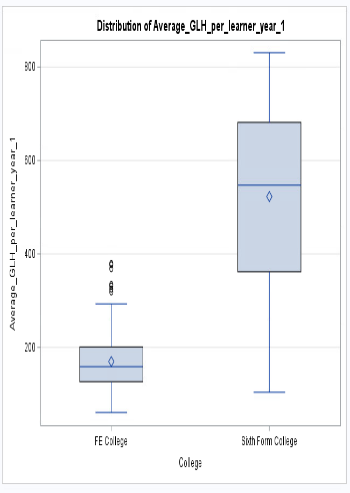 Distribution of Average_GLH_per_learner_year_1
Average_GLH_per_learner_year_1
800
600
400
200
FE College
Sixth Form College
College